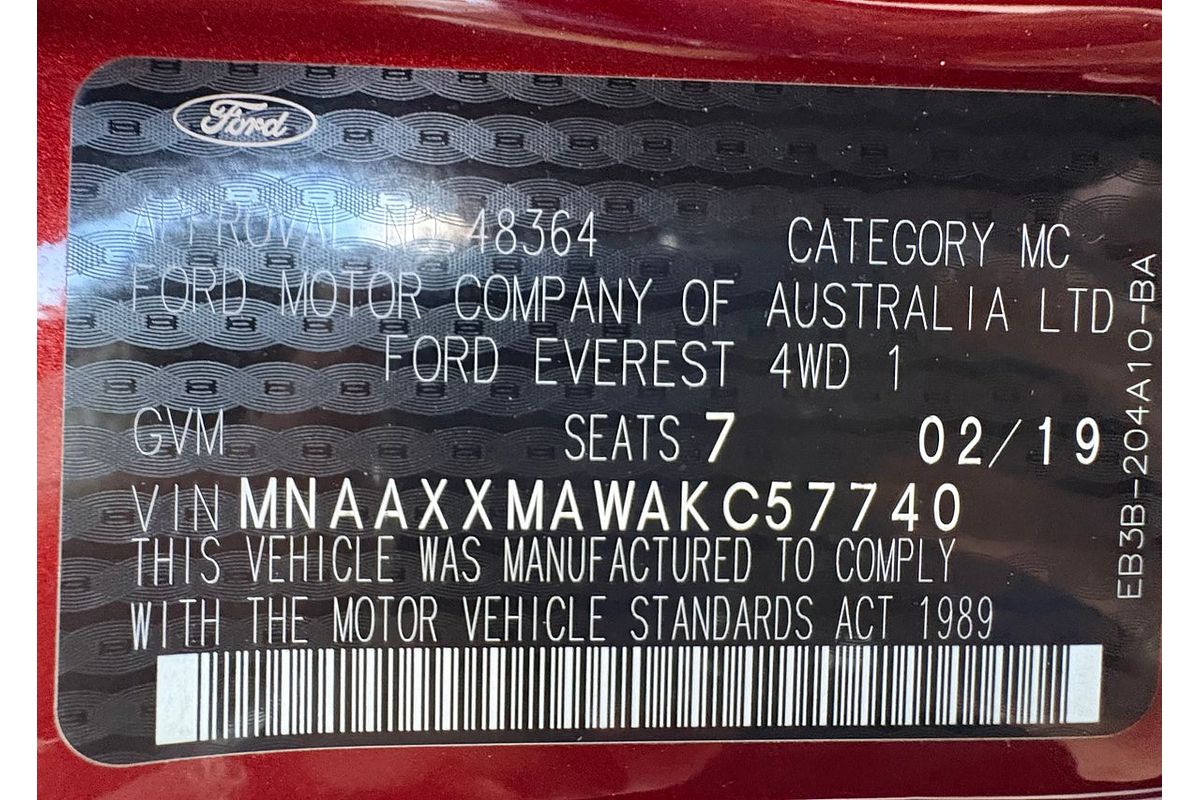 Ford
APPROVAL NO 48364 CATEGORY MC
FORD MOTOR COMPANY OF AUSTRALIA LTD
FORD EVEREST 4WD 1
GVM SEATS 7 02/19
VIN MNAAXXMAWAKC57740
THIS VEHICLE WAS MANUFACTURED TO COMPLY
WITH THE MOTOR VEHICLE STANDARDS ACT 1989
EB3B-204A10-BA